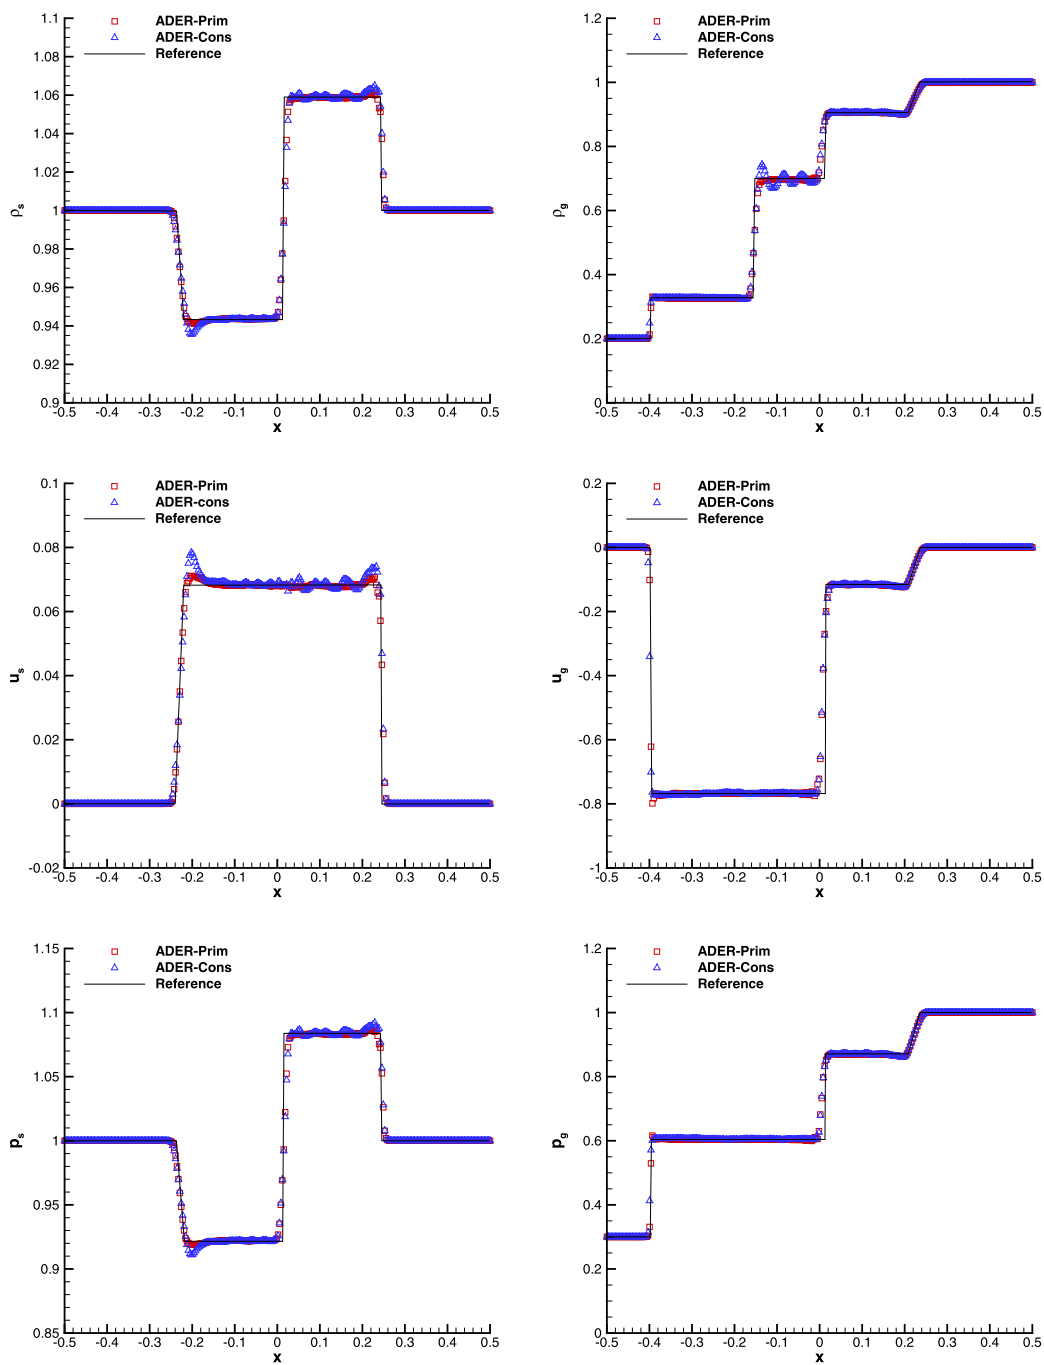 1.1
1.08
1.06
1.04
1.02
1
0.98
0.96
0.94
0.92
0.9
ρs
ADER-Prim
ADER-Cons
Reference
-0.5 -0.4 -0.3 -0.2 -0.1 0 0.1 0.2 0.3 0.4 0.5
x
1.2
1
0.8
0.6
0.4
0.2
0
ρg
ADER-Prim
ADER-Cons
Reference
-0.5 -0.4 -0.3 -0.2 -0.1 0 0.1 0.2 0.3 0.4 0.5
x
0.1
0.08
0.06
0.04
0.02
0
-0.02
us
ADER-Prim
ADER-cons
Reference
-0.5 -0.4 -0.3 -0.2 -0.1 0 0.1 0.2 0.3 0.4 0.5
x
0.2
0
-0.2
-0.4
-0.6
-0.8
-1
ug
ADER-Prim
ADER-Cons
Reference
-0.5 -0.4 -0.3 -0.2 -0.1 0 0.1 0.2 0.3 0.4 0.5
x
1.15
1.1
1.05
1
0.95
0.9
0.85
ps
ADER-Prim
ADER-Cons
Reference
-0.5 -0.4 -0.3 -0.2 -0.1 0 0.1 0.2 0.3 0.4 0.5
x
1.2
1
0.8
0.6
0.4
0.2
0
pg
ADER-Prim
ADER-Cons
Reference
-0.5 -0.4 -0.3 -0.2 -0.1 0 0.1 0.2 0.3 0.4 0.5
x